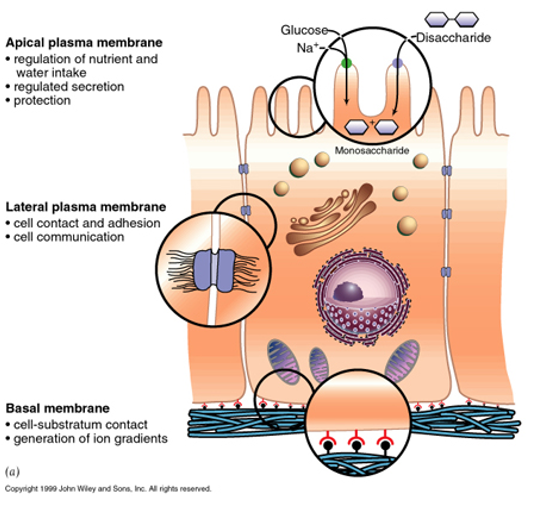 Glucose
Na+
Disaccharide
Apical plasma membrane
• regulation of nutrient and
water intake
• regulated secretion
• protection
+
Monosaccharide
Lateral plasma membrane
• cell contact and adhesion
• cell communication
Basal membrane
• cell-substratum contact
• generation of ion gradients
(a)
Copyright 1999 John Wiley and Sons, Inc. All rights reserved.